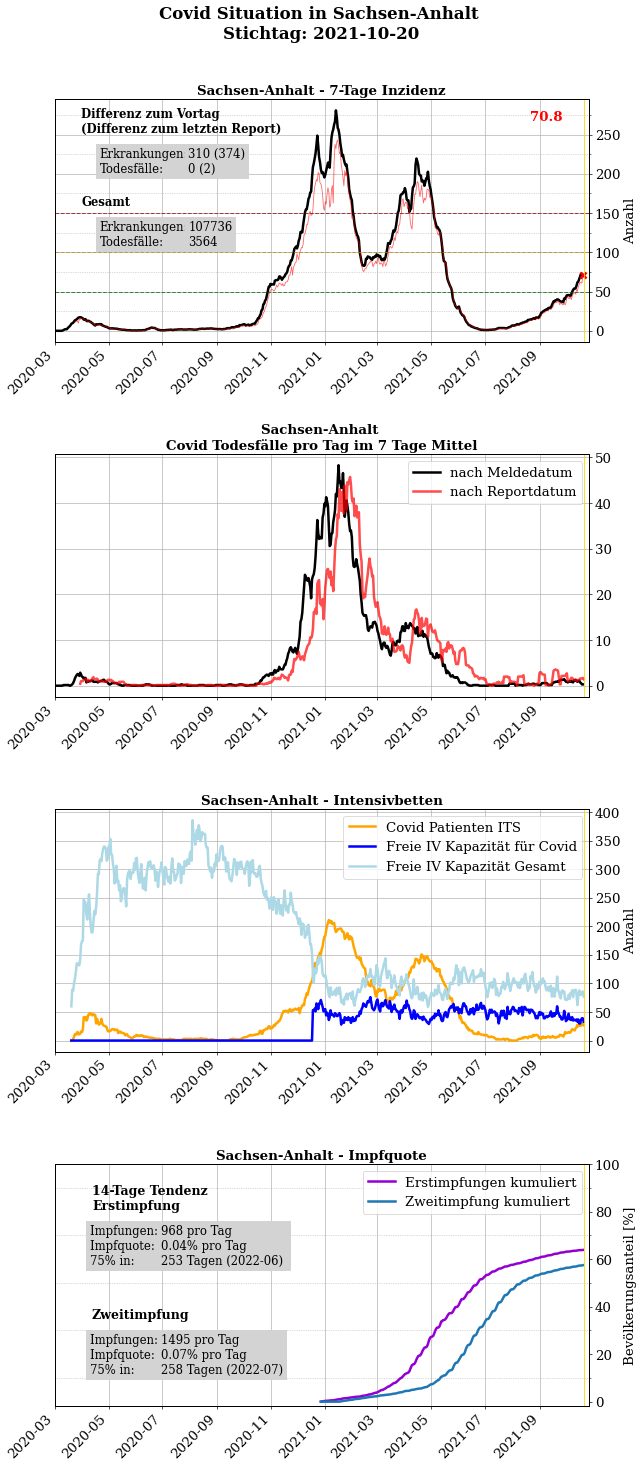 Covid Situation in Sachsen-Anhalt
Stichtag: 2021-10-20
Sachsen-Anhalt - 7-Tage Inzidenz
Differenz zum Vortag
(Differenz zum letzten Report)
Erkrankungen 310 (374)
Todesfälle: 0 (2)
Gesamt
Erkrankungen 107736
Todesfälle: 3564
70.8
250
200
150
100
50
0
Anzahl
2020-03
2020-05
2020-07
2020-09
2020-11
2021-01
2021-03
2021-05
2021-07
2021-09
Sachsen-Anhalt
Covid Todesfälle pro Tag im 7 Tage Mittel
nach Meldedatum
nach Reportdatum
50
40
30
20
10
0
2020-03
2020-05
2020-07
2020-09
2020-11
2021-01
2021-03
2021-05
2021-07
2021-09
Sachsen-Anhalt - Intensivbetten
Covid Patienten ITS
Freie IV Kapazität für Covid
Freie IV Kapazität Gesamt
400
350
300
250
200
150
100
50
0
Anzahl
2020-03
2020-05
2020-07
2020-09
2020-11
2021-01
2021-03
2021-05
2021-07
2021-09
Sachsen-Anhalt - Impfquote
14-Tage Tendenz
Erstimpfung
Impfungen: 968 pro Tag
Impfquote: 0.04% pro Tag
75% in: 253 Tagen (2022-06)
Zweitimpfung
Impfungen: 1495 pro Tag
Impfquote: 0.07% pro Tag
75% in: 258 Tagen (2022-07)
Erstimpfungen kumuliert
Zweitimpfung kumuliert
100
80
60
40
20
0
Bevölkerungsanteil [%]
2020-03
2020-05
2020-07
2020-09
2020-11
2021-01
2021-03
2021-05
2021-07
2021-09